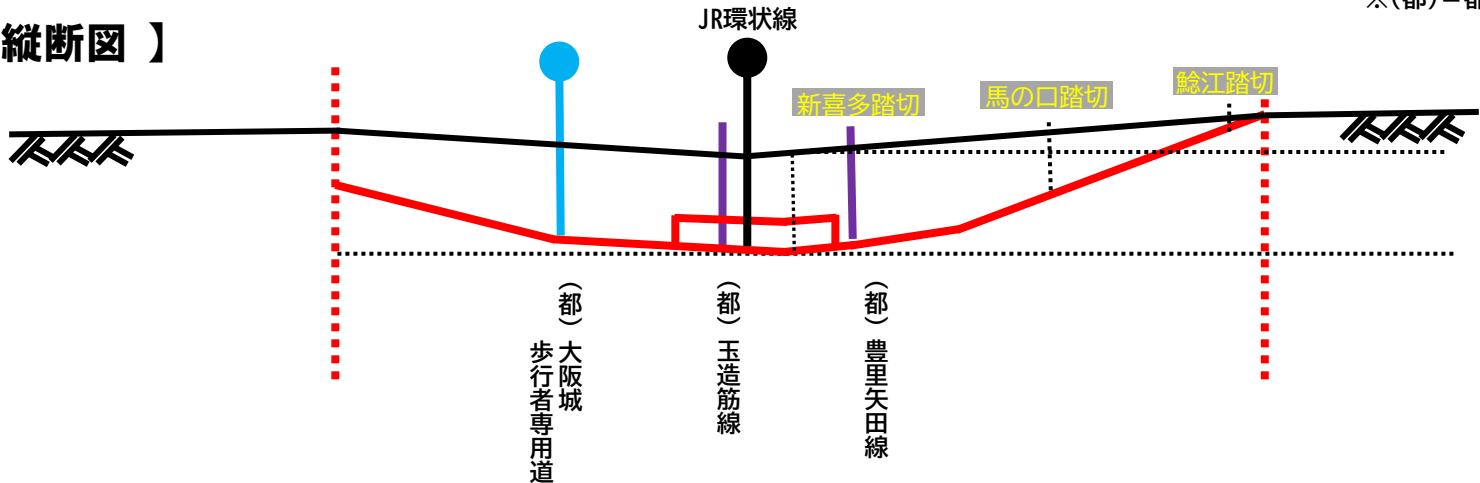 JR環状線
縦断図 】
新喜多踏切
馬の口踏切
鯰江踏切
（都）大阪城
歩行者専用道
（都）玉造筋線
（都）豊里矢田線